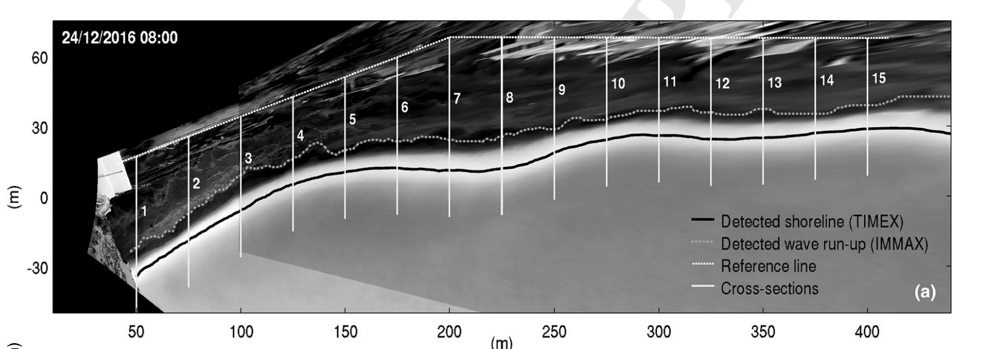 24/12/2016 08:00
60
30
0
-30
(m)
1
2
3
4
5
6
7
8
9
10
11
12
13
14
15
Detected shoreline (TIMEX)
Detected wave run-up (IMMAX)
Reference line
Cross-sections
(a)
50 100 150 200 250 300 350 400
(m)